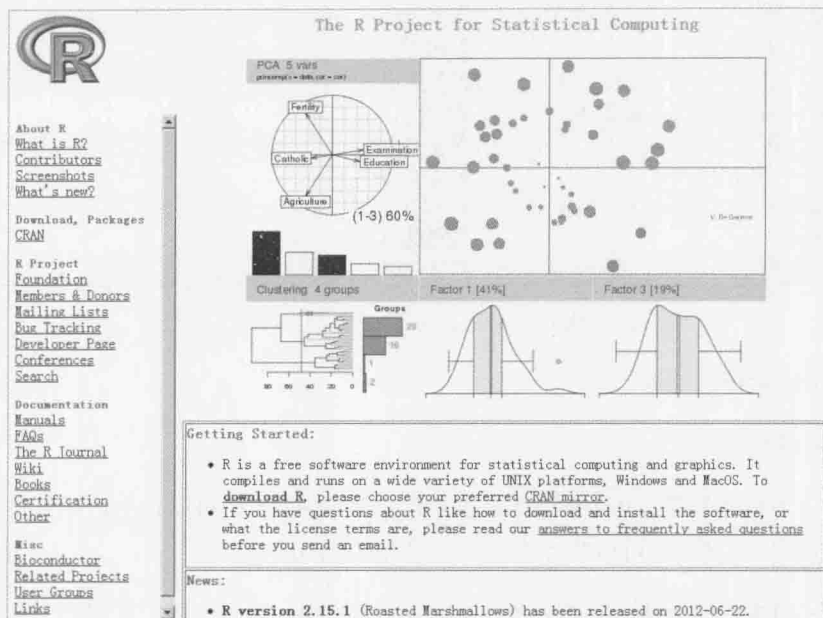 R
The R Project for Statistical Computing
About R
What is R?
Contributors
Screenshots
What's new?
Download, Packages
CRAN
R Project
Foundation
Members & Donors
Mailing Lists
Bug Tracking
Developer Page
Conferences
Search
Documentation
Manuals
FAQs
The R Journal
Wiki
Books
Certification
Other
Misc
Bioconductor
Related Projects
User Groups
Links
PCA 5 vars
Fertility
Catholic
Examination
Education
Agriculture
(1-3) 60%
Clustering 4 groups
Factor 1 [41%]
Factor 3 [19%]
Groups
1
2
80 60 40 20 0
Getting Started:
• R is a free software environment for statistical computing and graphics. It
compiles and runs on a wide variety of UNIX platforms, Windows and MacOS. To
download R, please choose your preferred CRAN mirror.
• If you have questions about R like how to download and install the software, or
what the license terms are, please read our answers to frequently asked questions
before you send an email.
News:
• R version 2.15.1 (Roasted Marshmallows) has been released on 2012-06-22.